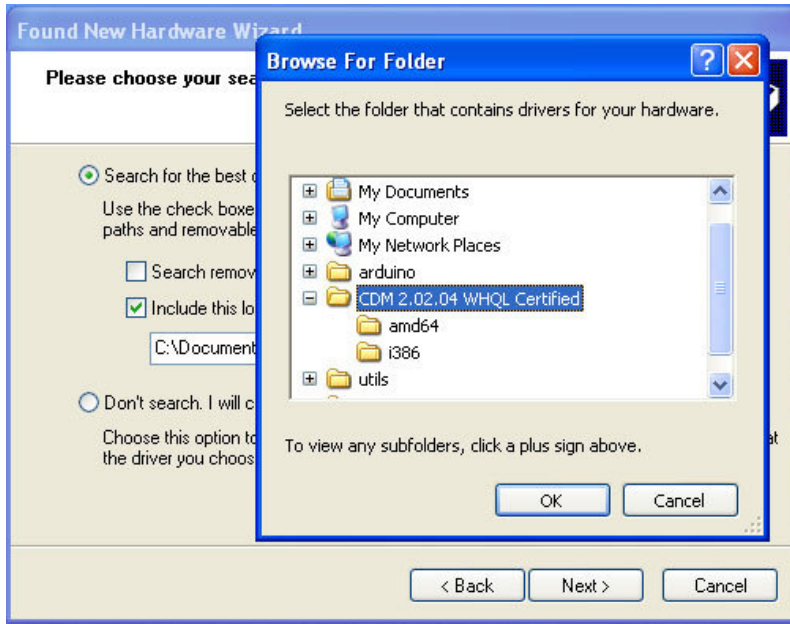 Found New Hardware Wizard
Please choose your sea
Search for the best
Use the check boxe
paths and removable
Search remov
Include this lo
C:\Document
Don't search. I will c
Choose this option to
the driver you choos
at
Browse For Folder
Select the folder that contains drivers for your hardware.
My Documents
My Computer
My Network Places
arduino
CDM 2.02.04 WHQL Certified
amd64
i386
utils
To view any subfolders, click a plus sign above.
OK
Cancel
< Back
Next >
Cancel